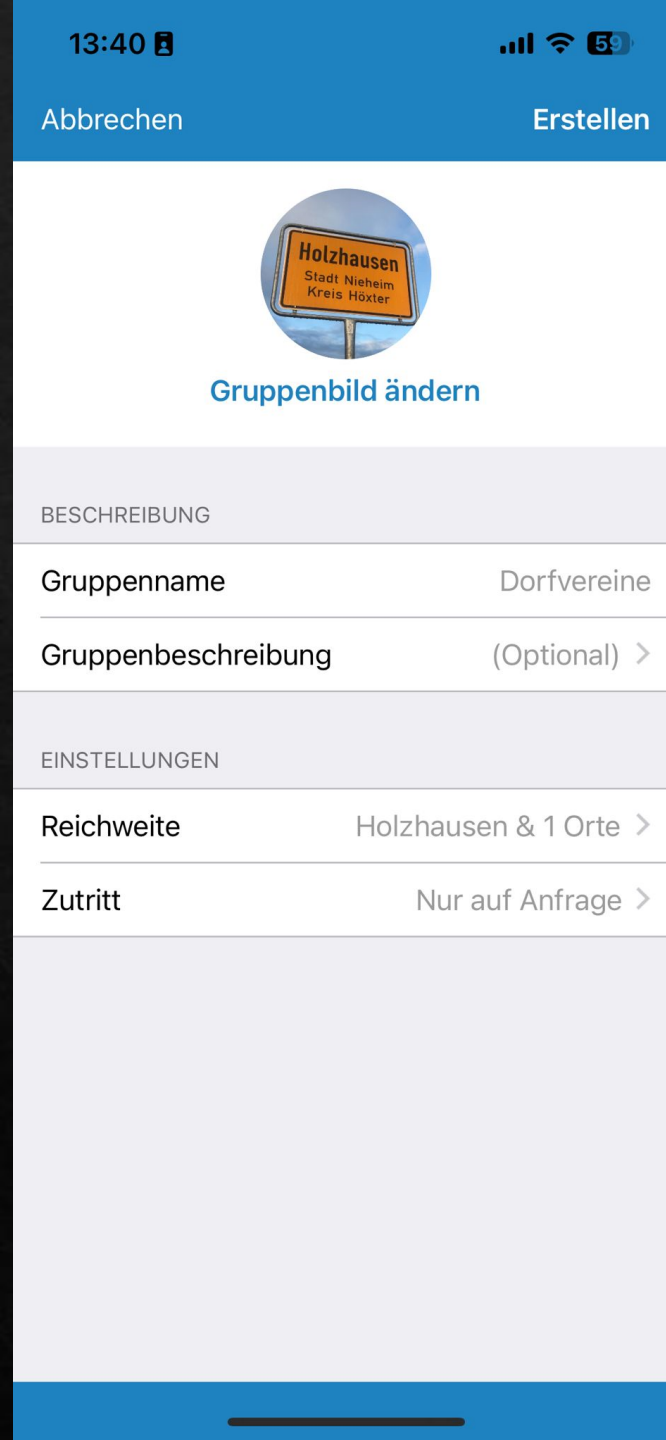 13:40
59
Abbrechen
Erstellen
Holzhausen
Stadt Nieheim
Kreis Höxter
Gruppenbild ändern
BESCHREIBUNG
Gruppenname
Dorfvereine
Gruppenbeschreibung
(Optional)
EINSTELLUNGEN
Reichweite
Holzhausen & 1 Orte
Zutritt
Nur auf Anfrage